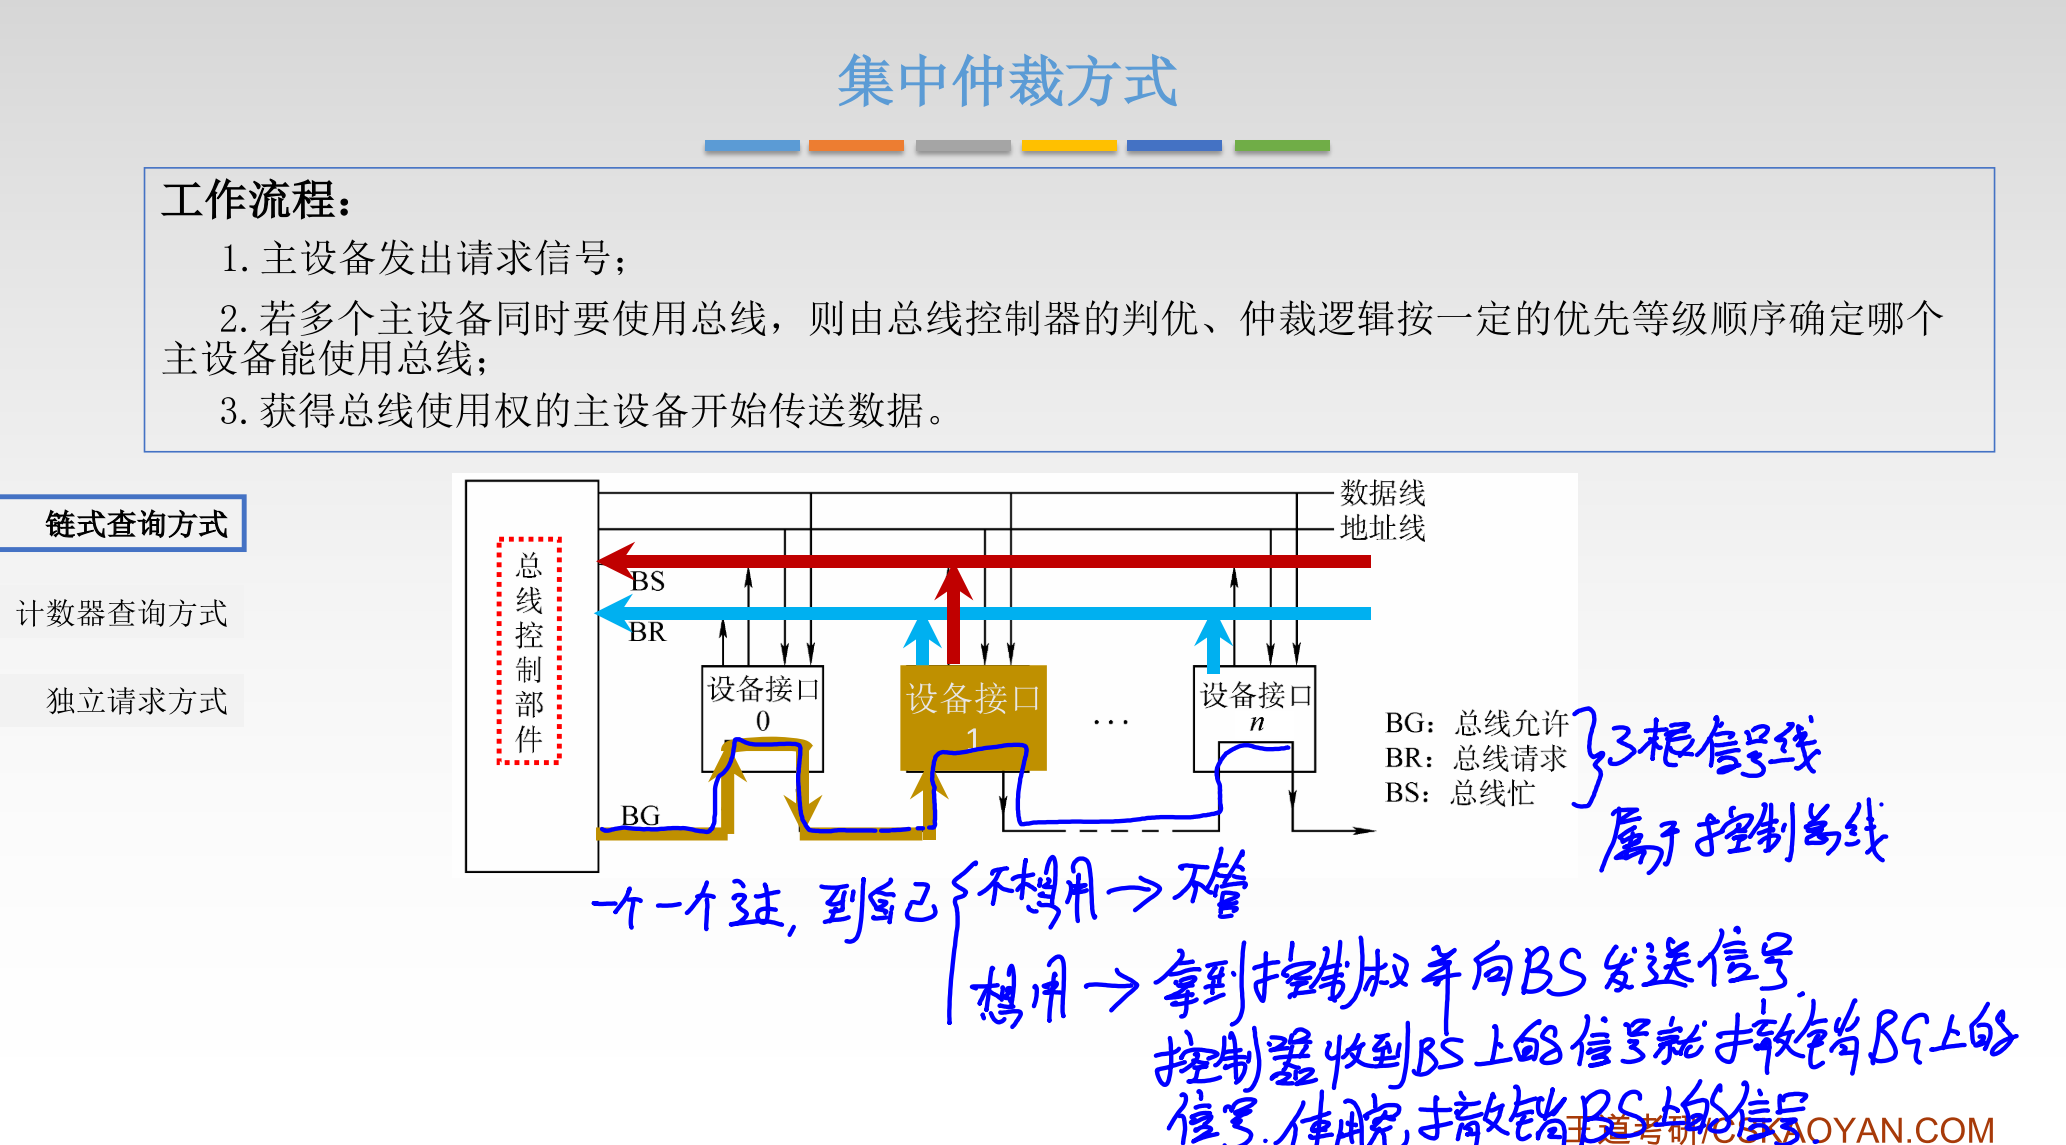 集中仲裁方式
工作流程：
1.主设备发出请求信号；
2.若多个主设备同时要使用总线，则由总线控制器的判优、仲裁逻辑按一定的优先等级顺序确定哪个
主设备能使用总线；
3.获得总线使用权的主设备开始传送数据。
链式查询方式
计数器查询方式
独立请求方式
总线控制部件
数据线
地址线
BS
BR
设备接口
0
设备接口
1
...
设备接口
n
BG
BG：总线允许
BR：总线请求
BS：总线忙
3根信号线
属于控制总线
一个一个过，到自己
不想用→不管
想用→拿到控制权并向BS发送信号.
控制器收到BS上的信号就撤销BG上的
信号.使用完撤销BS上的信号.
王道考研/CSKAOYAN.COM